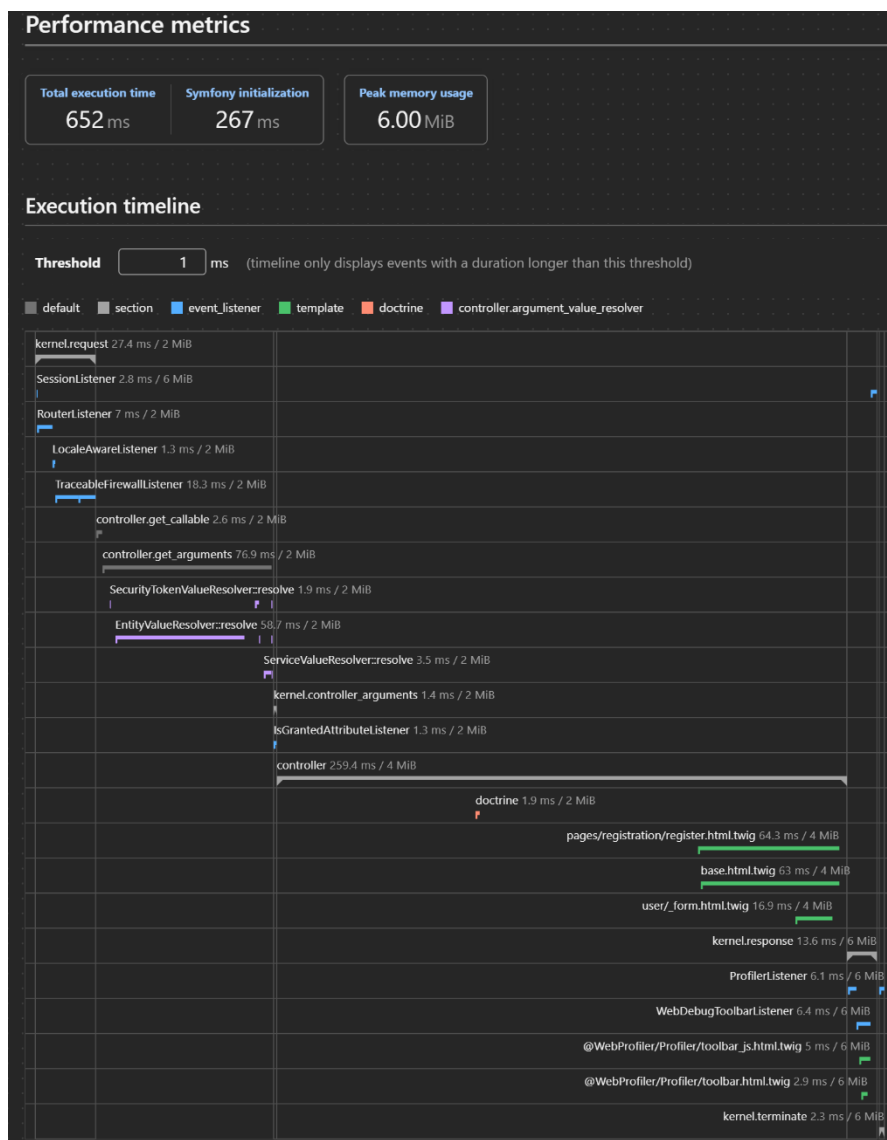 Performance metrics
Total execution time Symfony initialization Peak memory usage
652 ms 267 ms 6.00 MiB
Execution timeline
Threshold 1 ms (timeline only displays events with a duration longer than this threshold)
default section event_listener template doctrine controller.argument_value_resolver
kernel.request 27.4 ms / 2 MiB
SessionListener 2.8 ms / 6 MiB
RouterListener 7 ms / 2 MiB
LocaleAwareListener 1.3 ms / 2 MiB
TraceableFirewallListener 18.3 ms / 2 MiB
controller.get_callable 2.6 ms / 2 MiB
controller.get_arguments 76.9 ms / 2 MiB
SecurityTokenValueResolver::resolve 1.9 ms / 2 MiB
EntityValueResolver::resolve 58.7 ms / 2 MiB
ServiceValueResolver::resolve 3.5 ms / 2 MiB
kernel.controller_arguments 1.4 ms / 2 MiB
IsGrantedAttributeListener 1.3 ms / 2 MiB
controller 259.4 ms / 4 MiB
doctrine 1.9 ms / 2 MiB
pages/registration/register.html.twig 64.3 ms / 4 MiB
base.html.twig 63 ms / 4 MiB
user/_form.html.twig 16.9 ms / 4 MiB
kernel.response 13.6 ms / 6 MiB
ProfilerListener 6.1 ms / 6 MiB
WebDebugToolbarListener 6.4 ms / 6 MiB
@WebProfiler/Profiler/toolbar_js.html.twig 5 ms / 6 MiB
@WebProfiler/Profiler/toolbar.html.twig 2.9 ms / 6 MiB
kernel.terminate 2.3 ms / 6 MiB